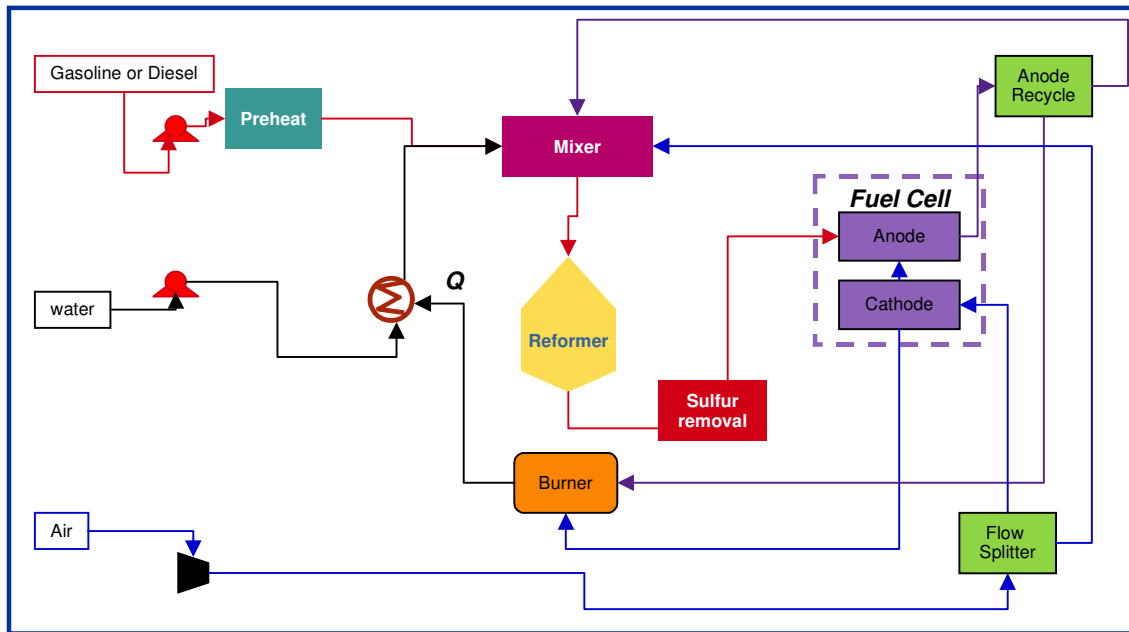 Gasoline or Diesel
Preheat
Mixer
Anode
Recycle
Fuel Cell
Anode
Cathode
Q
water
Reformer
Sulfur
removal
Burner
Air
Flow
Splitter